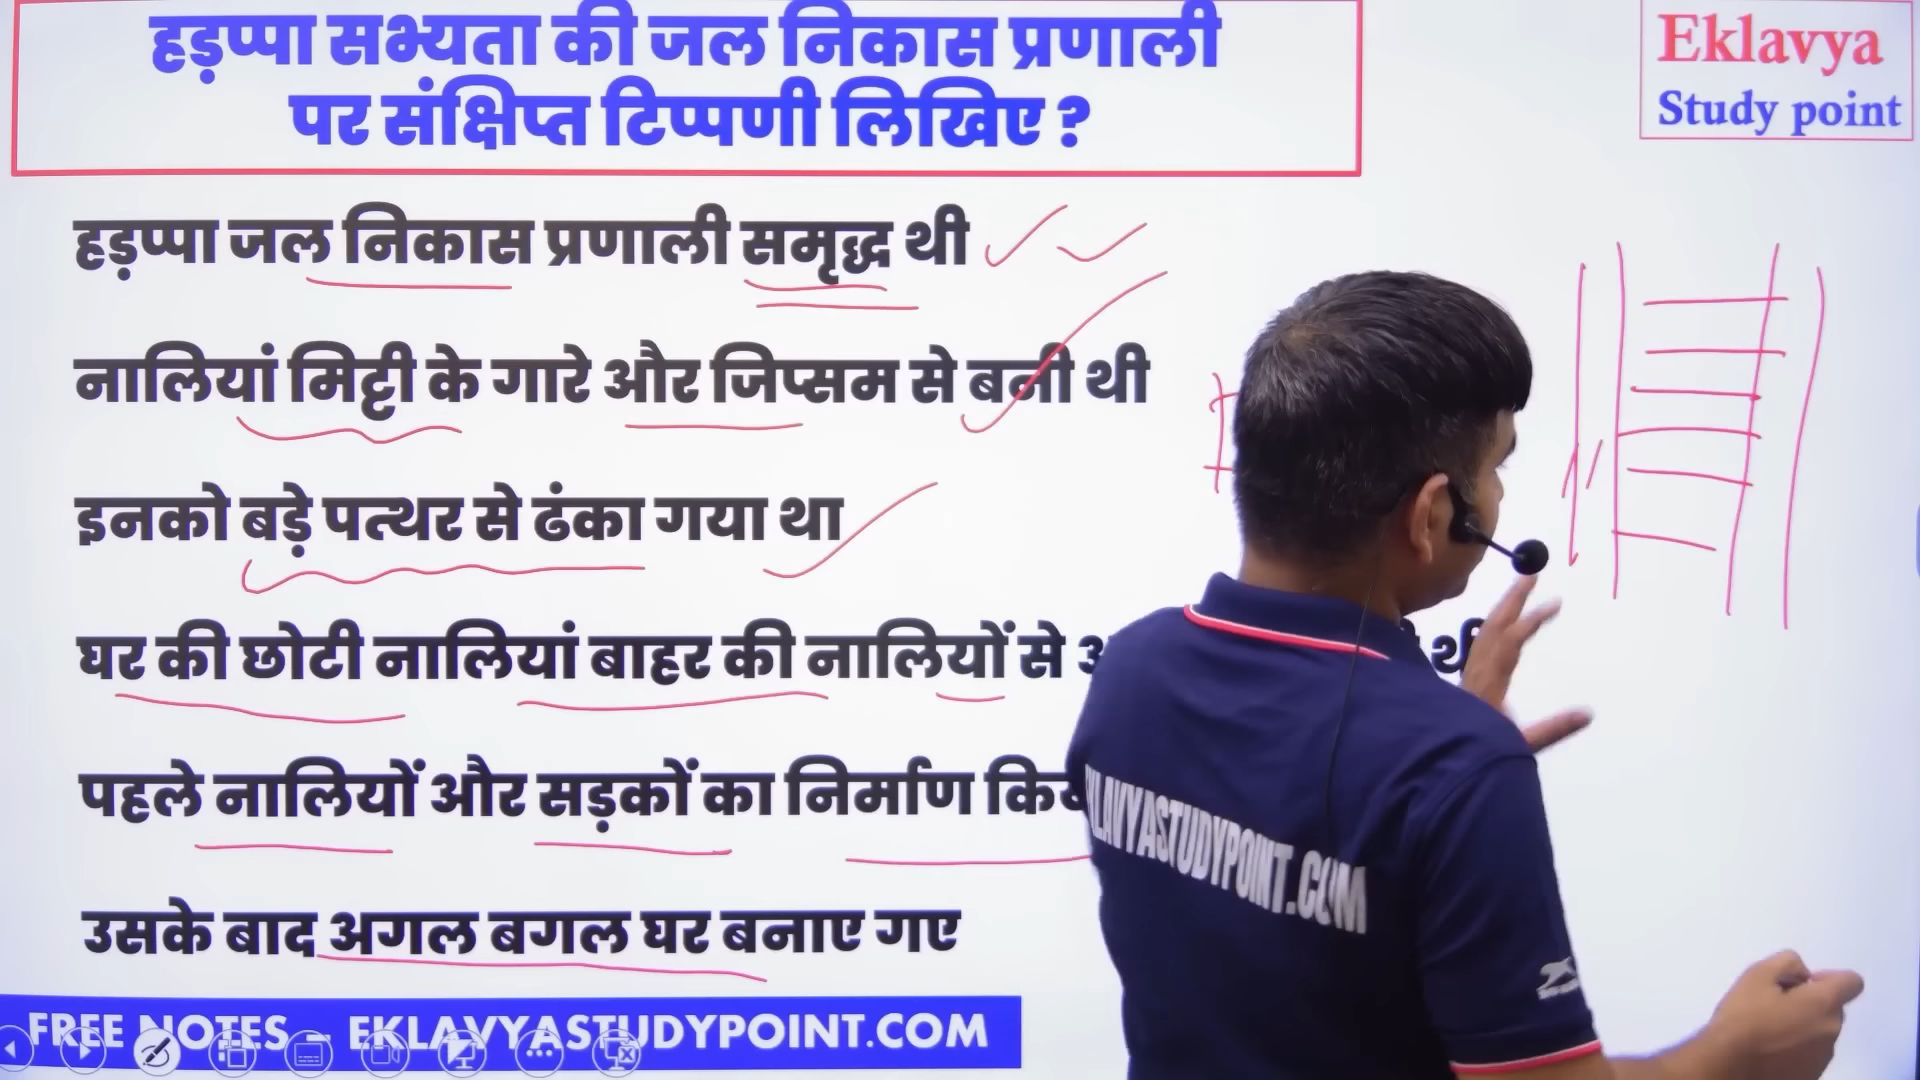 हड़प्पा सभ्यता की जल निकास प्रणाली
पर संक्षिप्त टिप्पणी लिखिए ?
Eklavya
Study point
हड़प्पा जल निकास प्रणाली समृद्ध थी
नालियां मिट्टी के गारे और जिप्सम से बनी थी
इनको बड़े पत्थर से ढंका गया था
घर की छोटी नालियां बाहर की नालियों से
पहले नालियों और सड़कों का निर्माण
उसके बाद अगल बगल घर बनाए गए
EKLAVYASTUDYPOINT.COM
FREE NOTES - EKLAVYASTUDYPOINT.COM